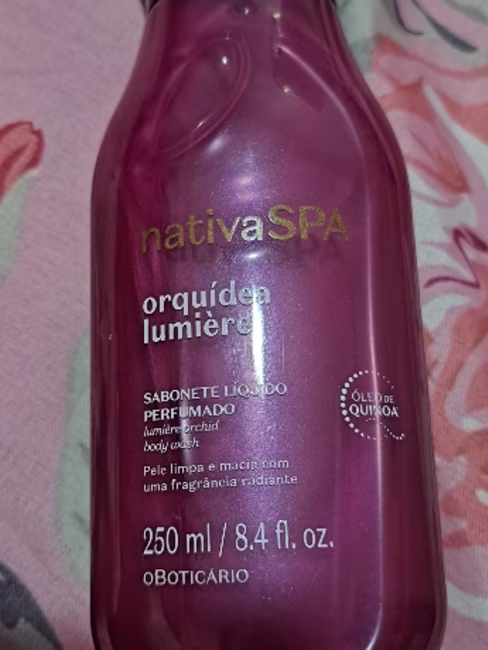 nativaSPA
orquídea
lumière
SABONETE LÍQUIDO
PERFUMADO
lumière orchid
body wash
ÓLEO DE
QUINOA
Pele limpa e macia com
uma fragrância radiante
250 ml / 8.4 fl. oz.
oBOTICÁRIO